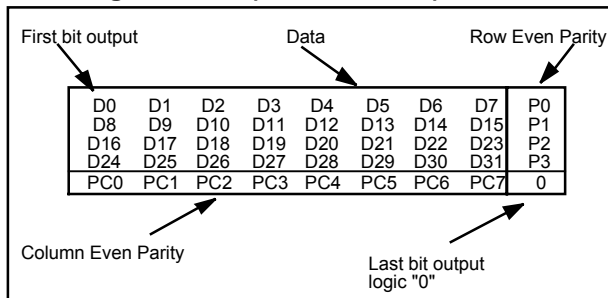 First bit output Data Row Even Parity
D0 D1 D2 D3 D4 D5 D6 D7 P0
D8 D9 D10 D11 D12 D13 D14 D15 P1
D16 D17 D18 D19 D20 D21 D22 D23 P2
D24 D25 D26 D27 D28 D29 D30 D31 P3
PC0 PC1 PC2 PC3 PC4 PC5 PC6 PC7 0
Column Even Parity
Last bit output
logic "0"